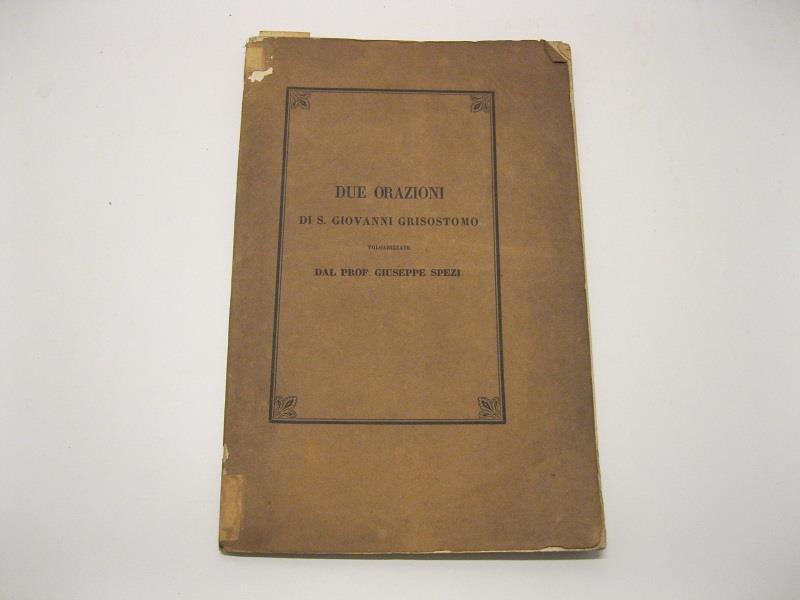 DUE ORAZIONI
DI S. GIOVANNI GRISOSTOMO
VOLGARIZZATE
DAL PROF. GIUSEPPE SPEZI